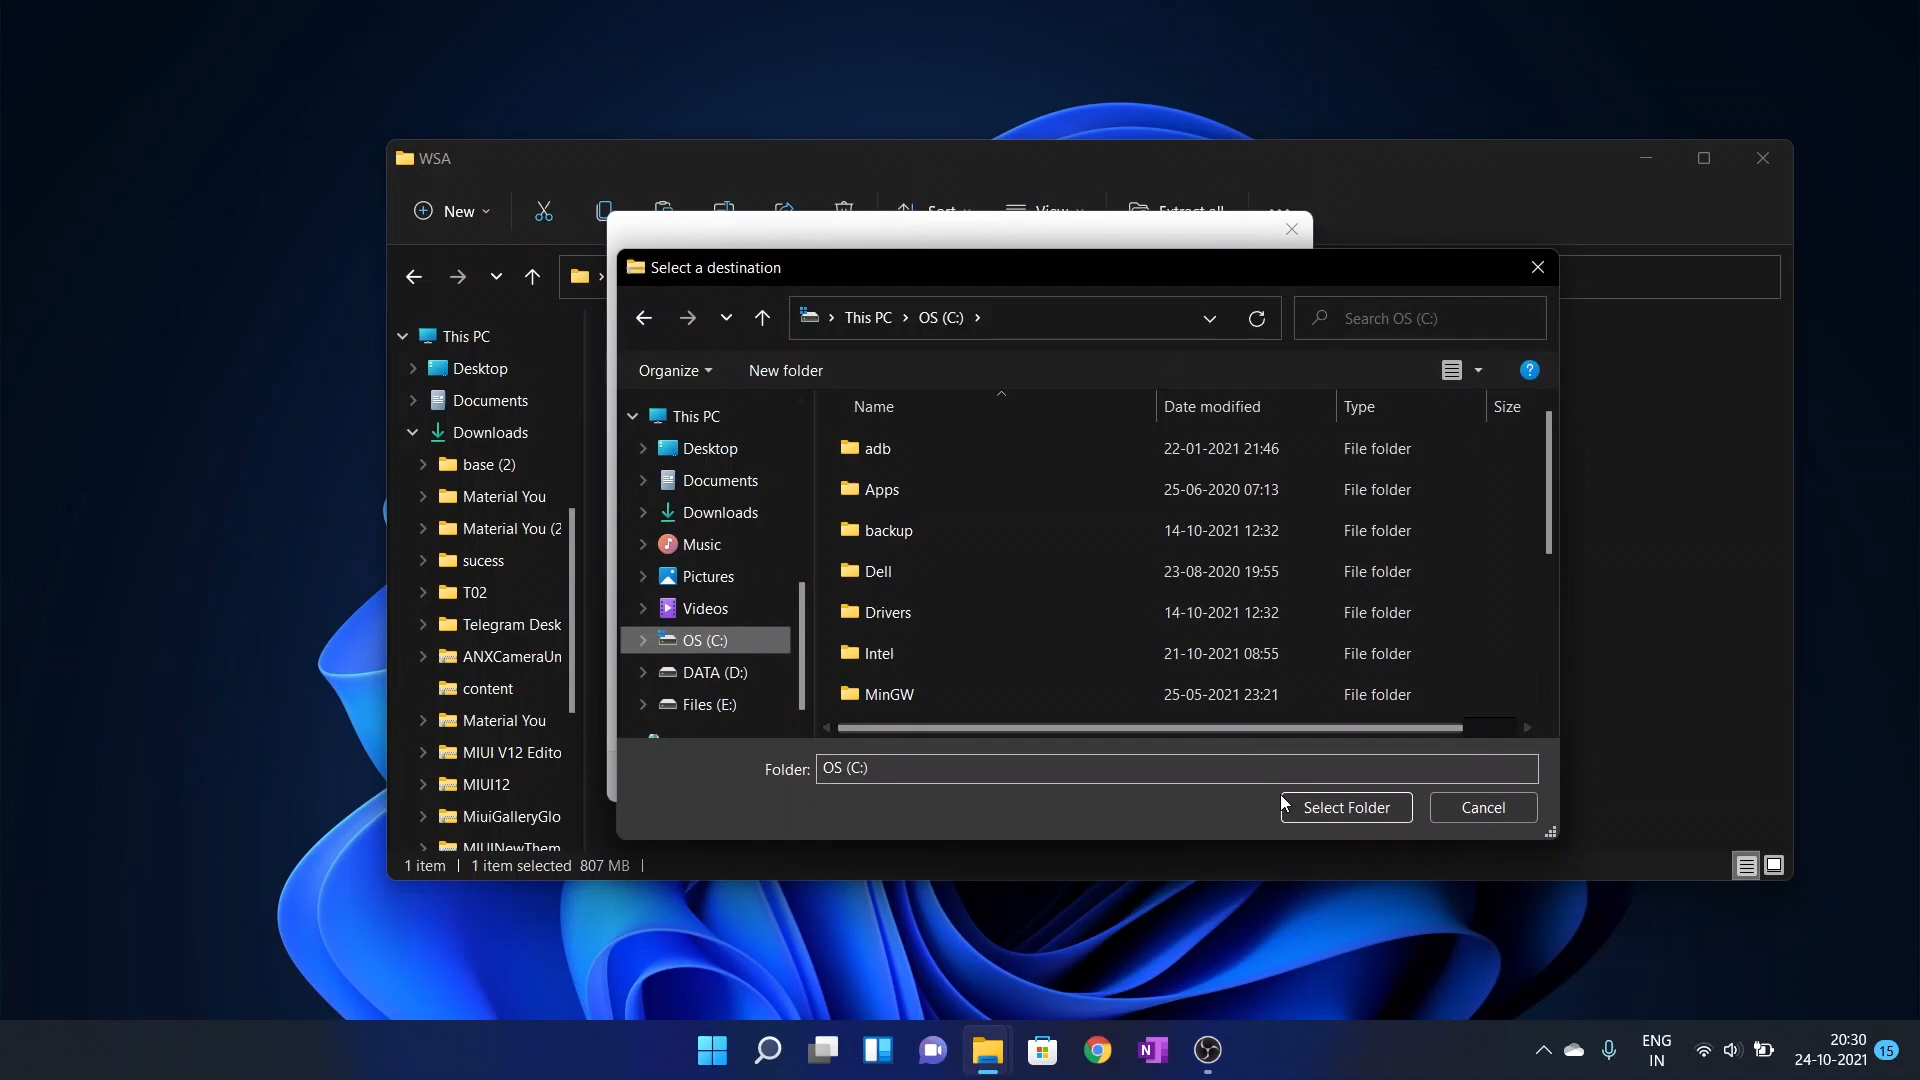 WSA
New
Sort
View
Extract all
Select a destination
This PC
OS (C:)
Search OS (C:)
Organize
New folder
This PC
Desktop
Documents
Downloads
base (2)
Material You
Material You (2
sucess
T02
Telegram Desk
ANXCameraUn
content
Material You
MIUI V12 Edito
MIUI12
MiuiGalleryGlo
MIUINewThem
This PC
Desktop
Documents
Downloads
Music
Pictures
Videos
OS (C:)
DATA (D:)
Files (E:)
Name Date modified Type Size
adb 22-01-2021 21:46 File folder
Apps 25-06-2020 07:13 File folder
backup 14-10-2021 12:32 File folder
Dell 23-08-2020 19:55 File folder
Drivers 14-10-2021 12:32 File folder
Intel 21-10-2021 08:55 File folder
MinGW 25-05-2021 23:21 File folder
Folder: OS (C:)
Select Folder Cancel
1 item 1 item selected 807 MB
ENG
IN
20:30
24-10-2021
15